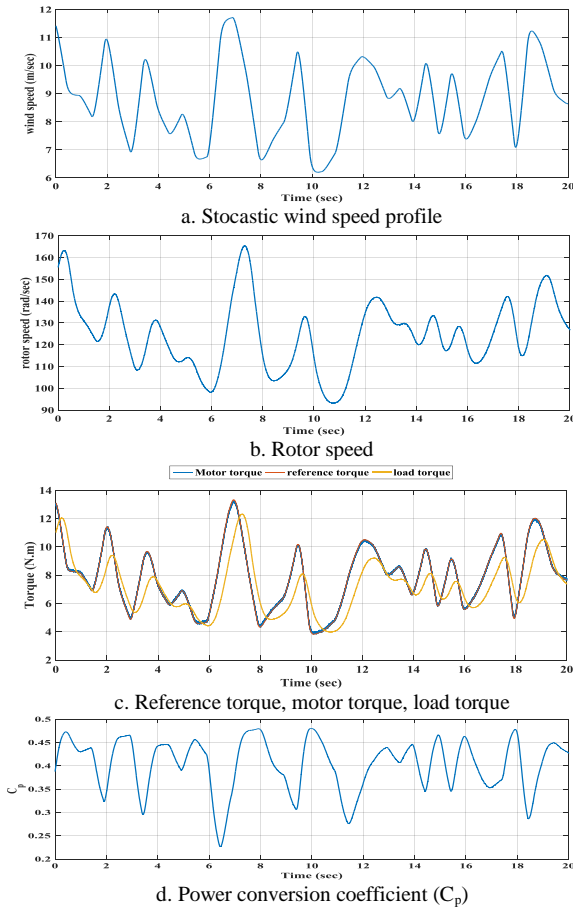 12
11
10
9
8
7
6
wind speed (m/sec)
0 2 4 6 8 10 12 14 16 18 20
Time (sec)
a. Stocastic wind speed profile
170
160
150
140
130
120
110
100
90
rotor speed (rad/sec)
0 2 4 6 8 10 12 14 16 18 20
Time (sec)
b. Rotor speed
Motor torque reference torque load torque
14
12
10
8
6
4
2
Torque (N.m)
0 2 4 6 8 10 12 14 16 18 20
Time (sec)
c. Reference torque, motor torque, load torque
0.5
0.45
0.4
0.35
0.3
0.25
0.2
Cp
0 2 4 6 8 10 12 14 16 18 20
Time (sec)
d. Power conversion coefficient (Cp)